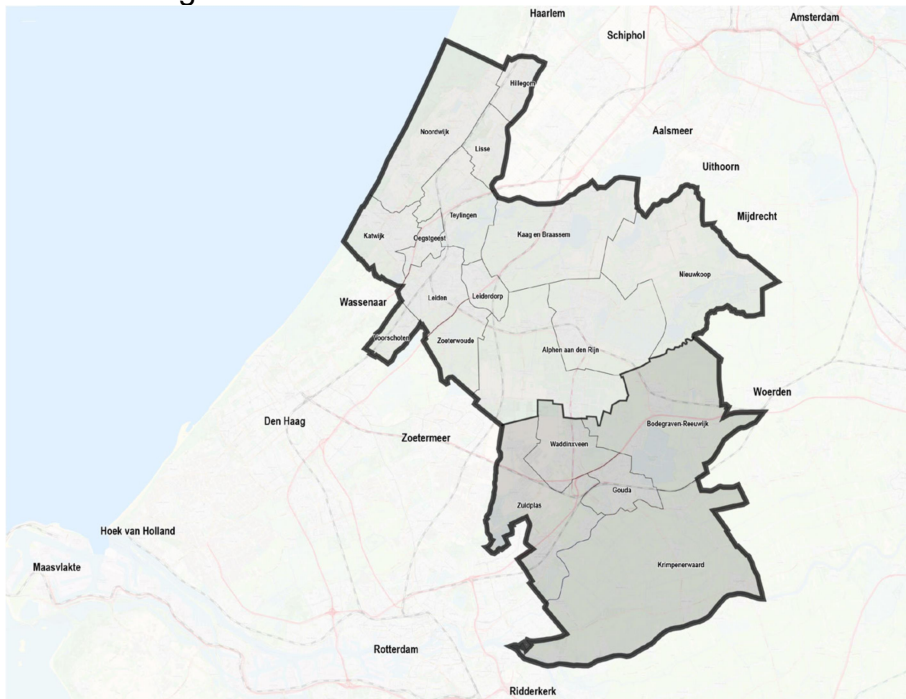 Haarlem
Amsterdam
Schiphol
Hillegom
Noordwijk
Aalsmeer
Lisse
Uithoorn
Teylingen
Mijdrecht
Katwijk
Oegstgeest
Kaag en Braassem
Nieuwkoop
Wassenaar
Leiden
Leiderdorp
Voorschoten
Zoeterwoude
Alphen aan den Rijn
Woerden
Den Haag
Zoetermeer
Bodegraven-Reeuwijk
Waddinxveen
Gouda
Zuidplas
Hoek van Holland
Maasvlakte
Krimpenerwaard
Rotterdam
Ridderkerk